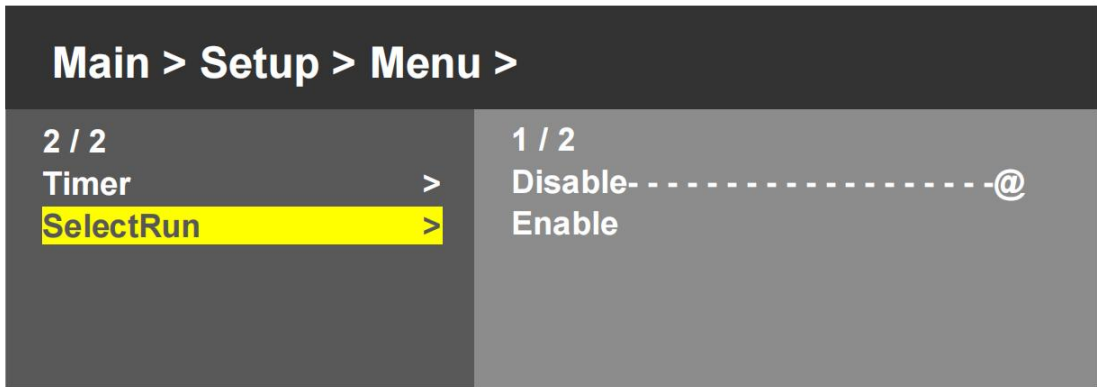 Main > Setup > Menu >
2 / 2
Timer >
SelectRun >
1 / 2
Disable- - - - - - - - - - - - - - - - - - -@
Enable